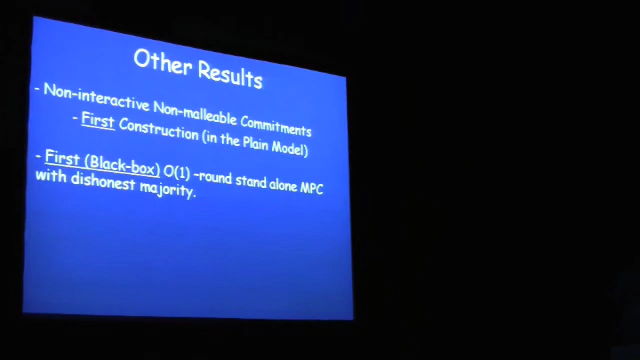 Other Results
- Non-interactive Non-malleable Commitments
- First Construction (in the Plain Model)
- First (Black-box) O(1) -round stand alone MPC
with dishonest majority.